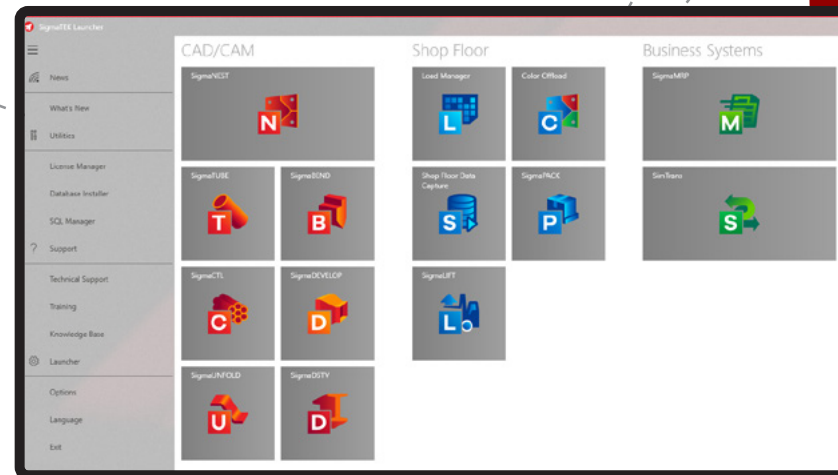 SigmaTEK Launcher
News
What's New
Utilities
License Manager
Database Installer
SQL Manager
? Support
Technical Support
Training
Knowledge Base
Launcher
Options
Language
Exit
CAD/CAM
SigmaNEST
N
SigmaTUBE
T
SigmaBEND
B
SigmaCTL
C
SigmaDEVELOP
D
SigmaUNFOLD
U
SigmaDSTV
D
Shop Floor
Load Manager
L
Color Offload
C
Shop Floor Data
Capture
S
SigmaPACK
P
SigmaLIFT
L
Business Systems
SigmaMRP
M
SimTrans
S